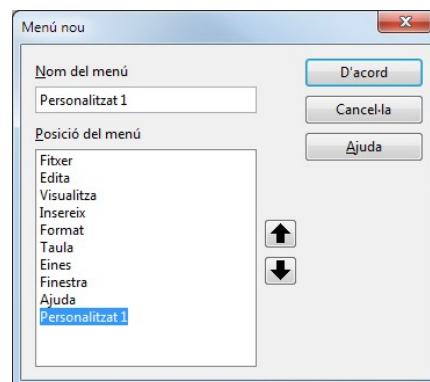 Menú nou
Nom del menú
Personalitzat 1
Posició del menú
Fitxer
Edita
Visualitza
Insereix
Format
Taula
Eines
Finestra
Ajuda
Personalitzat 1
D'acord
Cancel·la
Ajuda